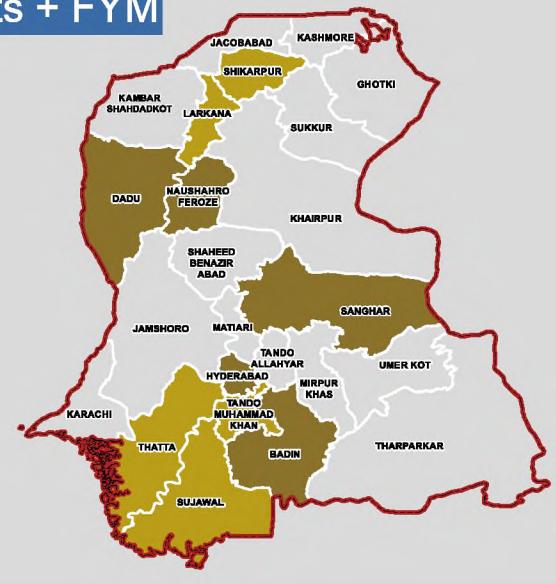 ts + FYM
JACOBABAD
KASHMORE
SHIKARPUR
GHOTKI
KAMBAR
SHAHDADKOT
LARKANA
SUKKUR
DADU
NAUSHAHRO
FEROZE
KHAIRPUR
SHAHEED
BENAZIR
ABAD
SANGHAR
JAMSHORO
MATIARI
TANDO
ALLAHYAR
UMER KOT
HYDERABAD
MIRPUR
KHAS
TANDO
MUHAMMAD
KHAN
KARACHI
THATTA
BADIN
THARPARKAR
SUJAWAL